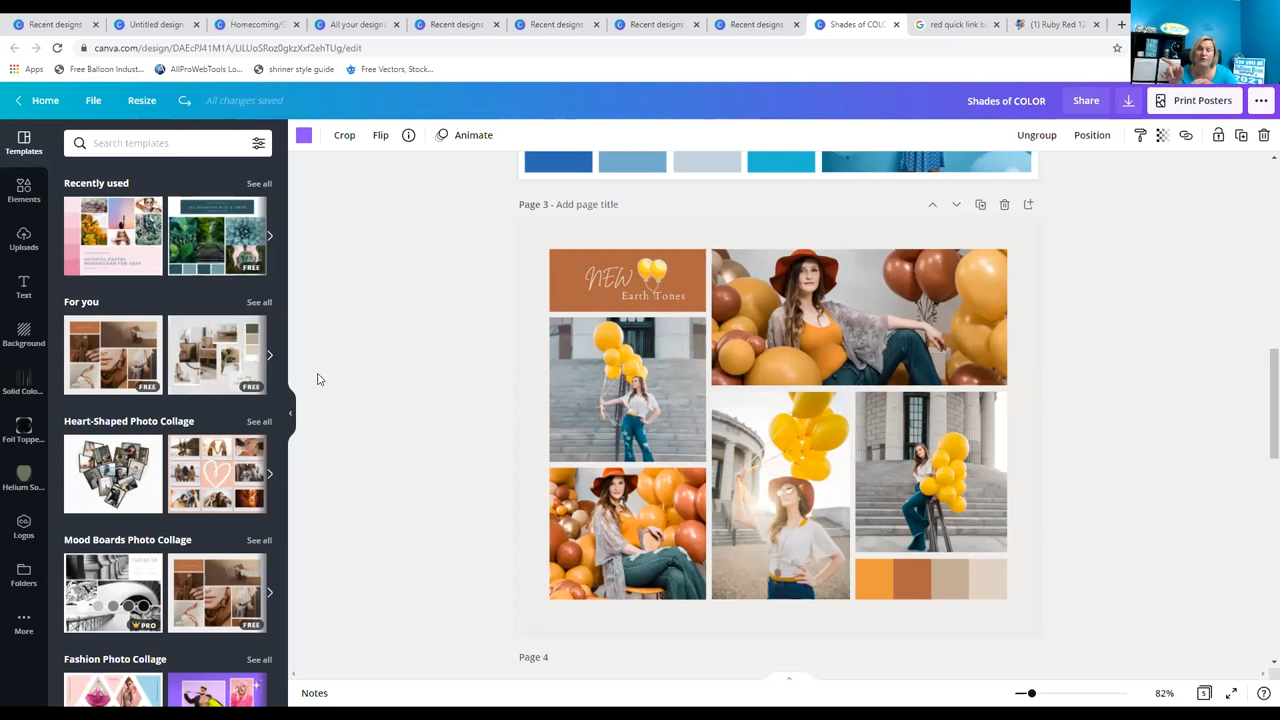 Recent designs
Untitled design
Homecoming/
All your designs
Recent designs
Recent designs
Recent designs
Recent designs
Shades of COL
red quick link b
(1) Ruby Red 12
canva.com/design/DAEcPJ41M1A/LlLUoSRoz0gkzXxf2ehTUg/edit
Apps
Free Balloon Indust...
AllProWebTools Lo...
shriner style guide
Free Vectors, Stock...
Home
File
Resize
All changes saved
Shades of COLOR
Share
Print Posters
Templates
Search templates
Crop
Flip
Animate
Ungroup
Position
Recently used
See all
Elements
Page 3 - Add page title
Uploads
FREE
Text
For you
See all
NEW
Earth Tones
Background
Solid Colo...
FREE
FREE
Foil Toppe...
Heart-Shaped Photo Collage
See all
Helium So...
Logos
Mood Boards Photo Collage
See all
Folders
PRO
FREE
More
Fashion Photo Collage
See all
Page 4
Notes
82%
5